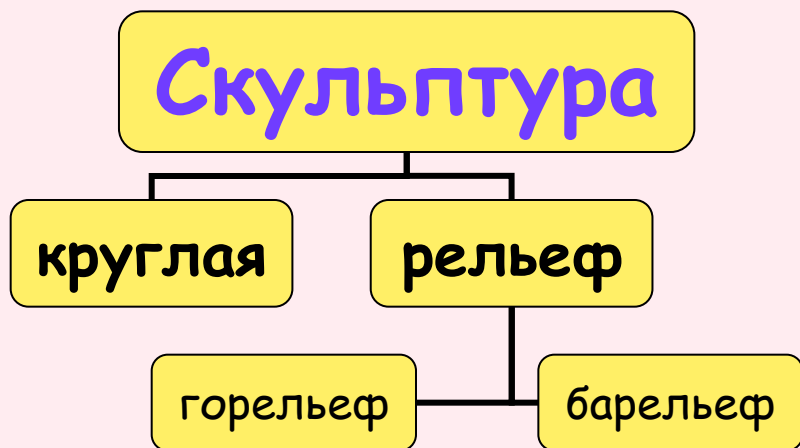 Скульптура
круглая
рельеф
горельеф
барельеф